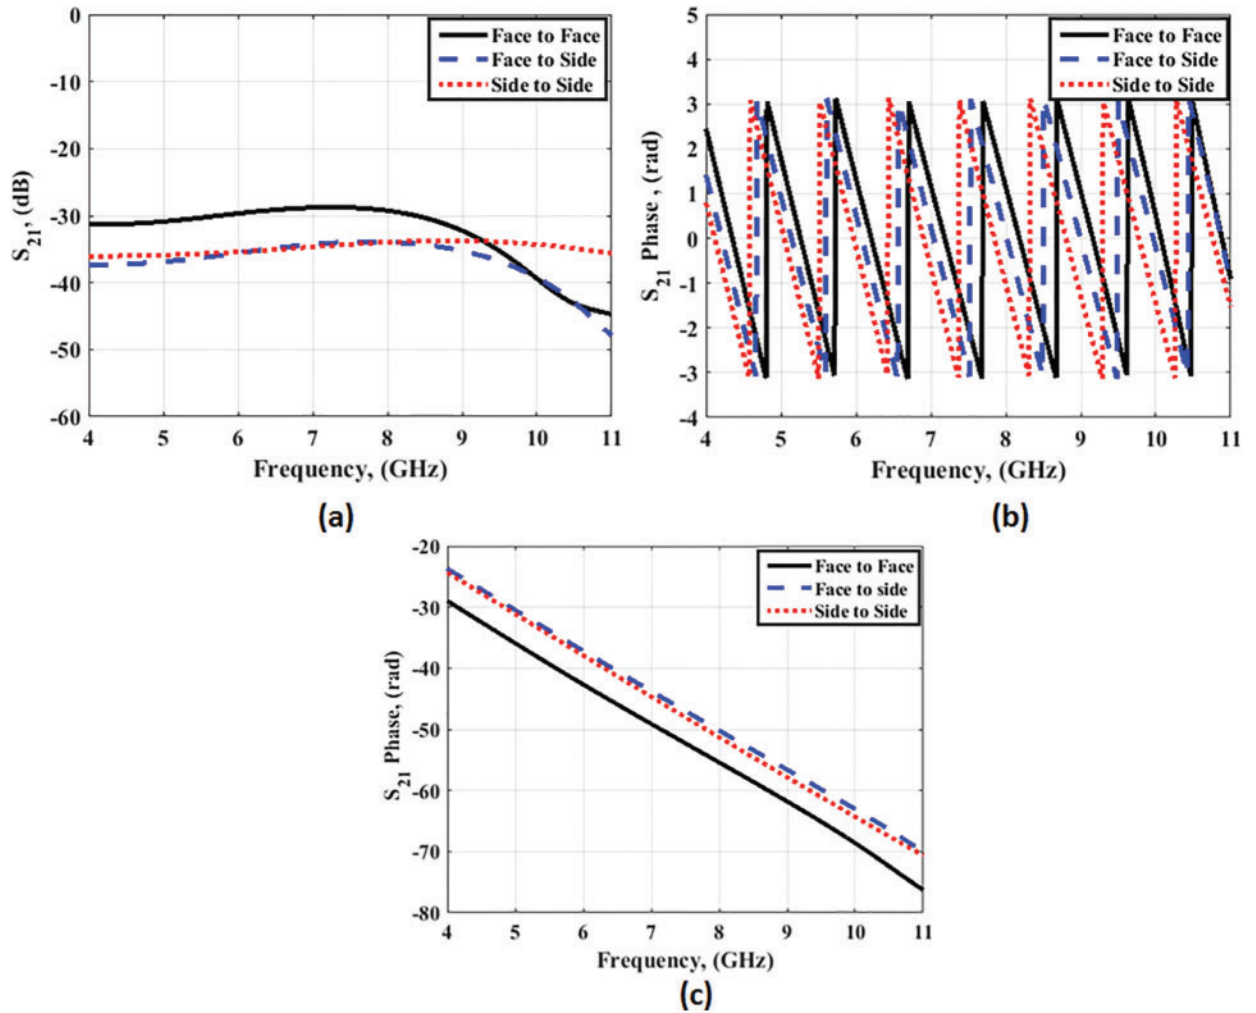 0
-10
-20
-30
-40
-50
-60
S21, (dB)
4 5 6 7 8 9 10 11
Frequency, (GHz)
Face to Face
Face to Side
Side to Side
(a)
5
4
3
2
1
0
-1
-2
-3
-4
S21 Phase , (rad)
4 5 6 7 8 9 10 11
Frequency, (GHz)
Face to Face
Face to Side
Side to Side
(b)
-20
-30
-40
-50
-60
-70
-80
S21 Phase, (rad)
4 5 6 7 8 9 10 11
Frequency, (GHz)
Face to Face
Face to side
Side to Side
(c)